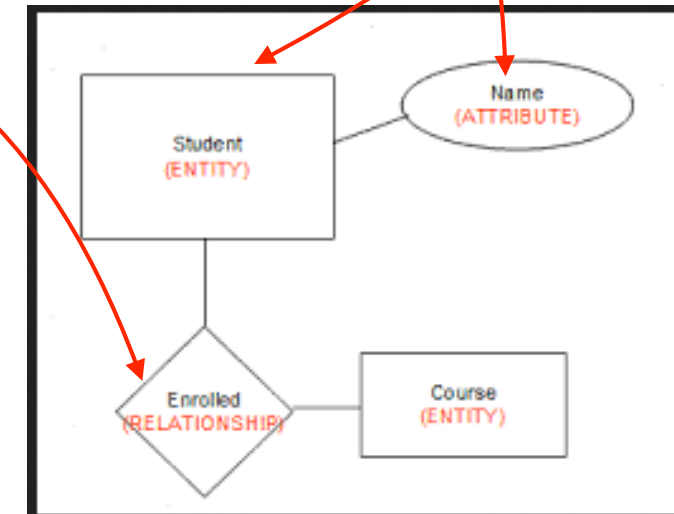 Name
(ATTRIBUTE)
Student
(ENTITY)
Enrolled
(RELATIONSHIP)
Course
(ENTITY)